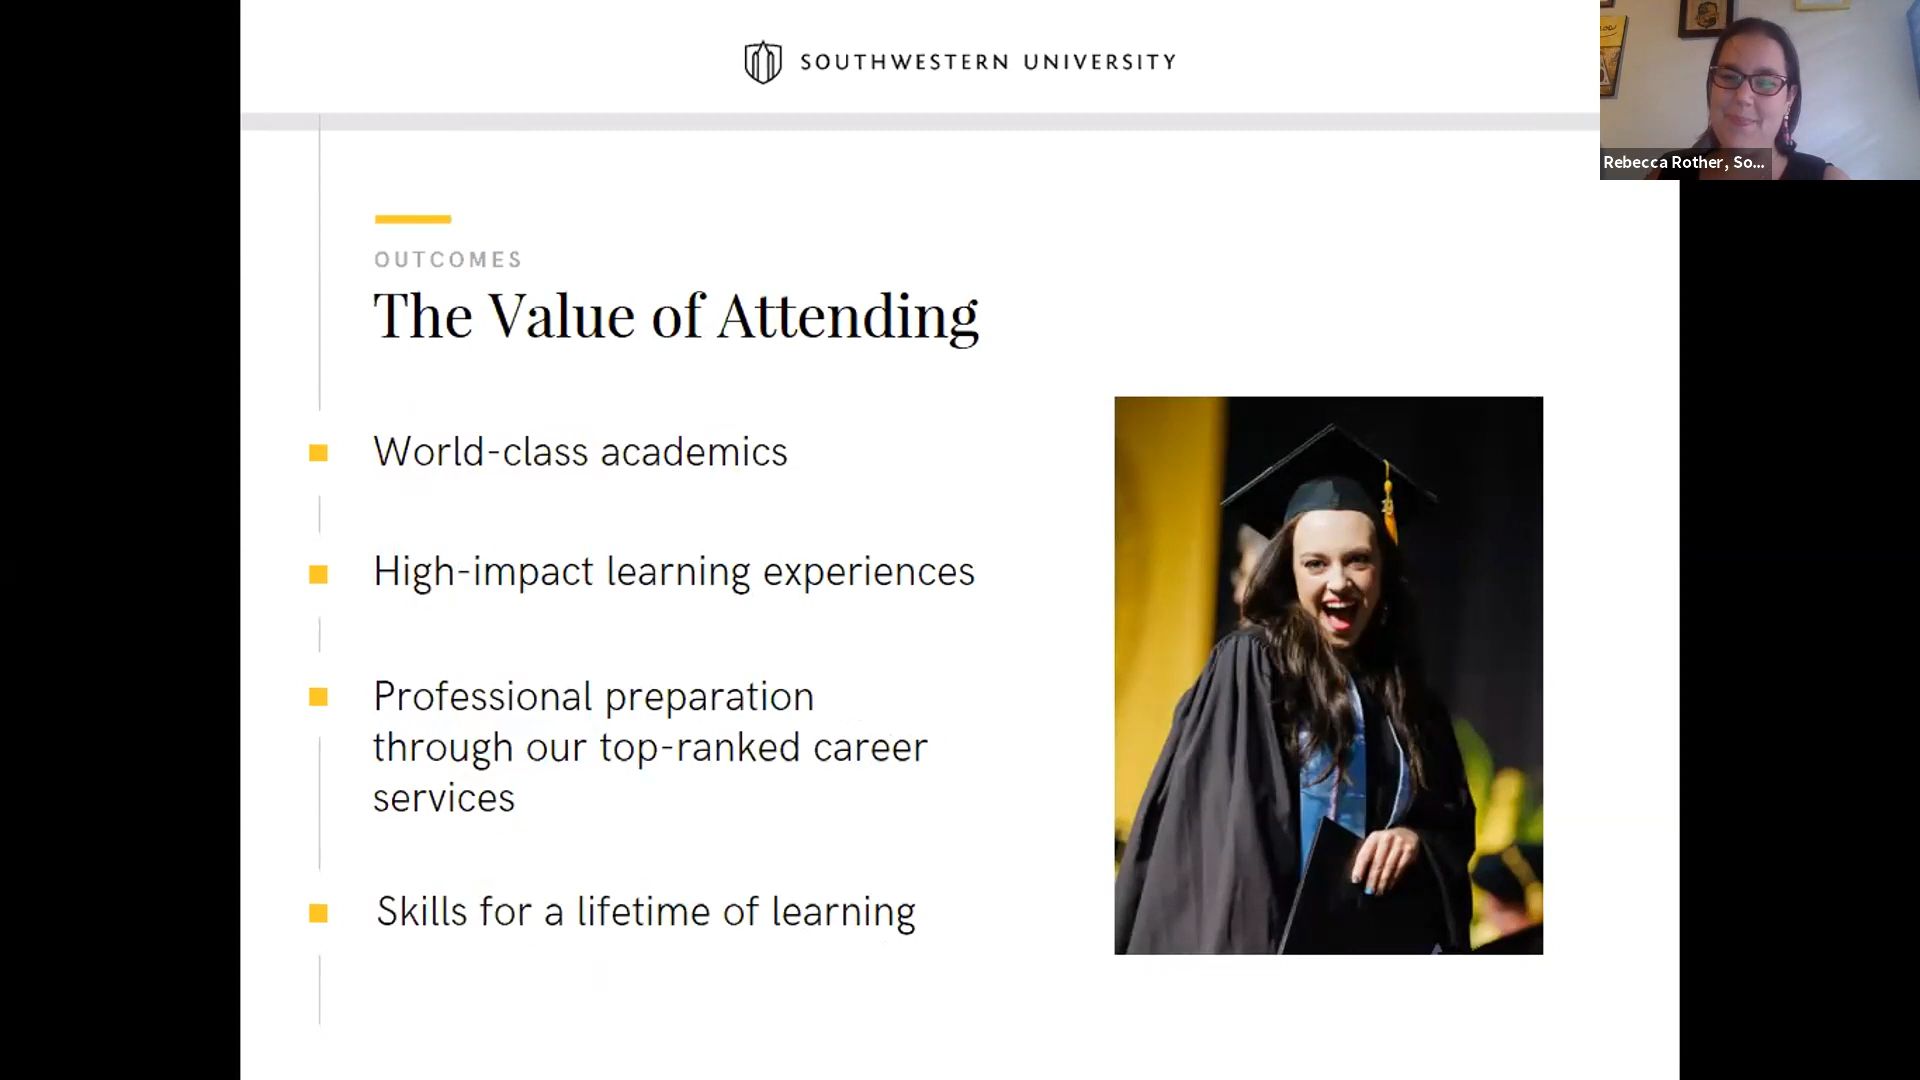 SOUTHWESTERN UNIVERSITY
Rebecca Rother, So...
OUTCOMES
The Value of Attending
World-class academics
High-impact learning experiences
Professional preparation
through our top-ranked career
services
Skills for a lifetime of learning